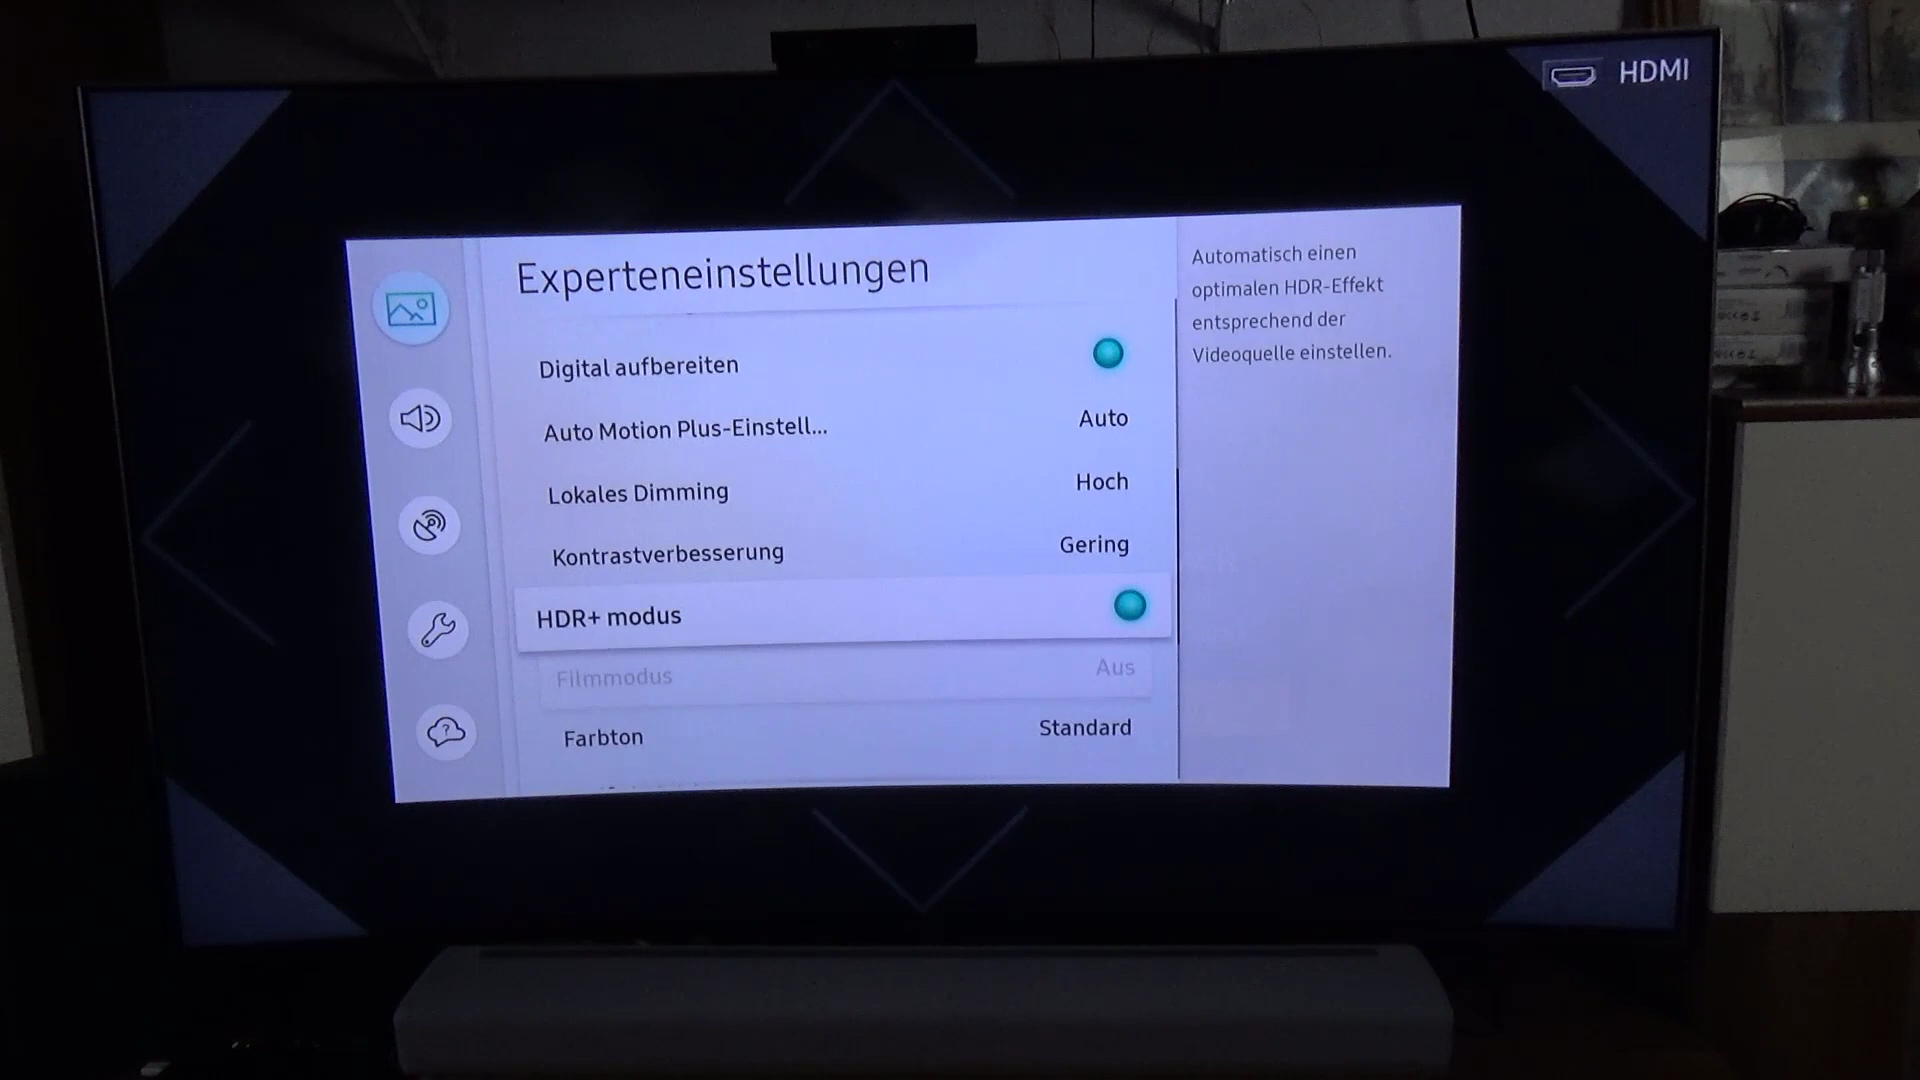 HDMI
Experteneinstellungen
Digital aufbereiten
Auto Motion Plus-Einstell... Auto
Lokales Dimming Hoch
Kontrastverbesserung Gering
HDR+ modus
Filmmodus Aus
Farbton Standard
Automatisch einen
optimalen HDR-Effekt
entsprechend der
Videoquelle einstellen.